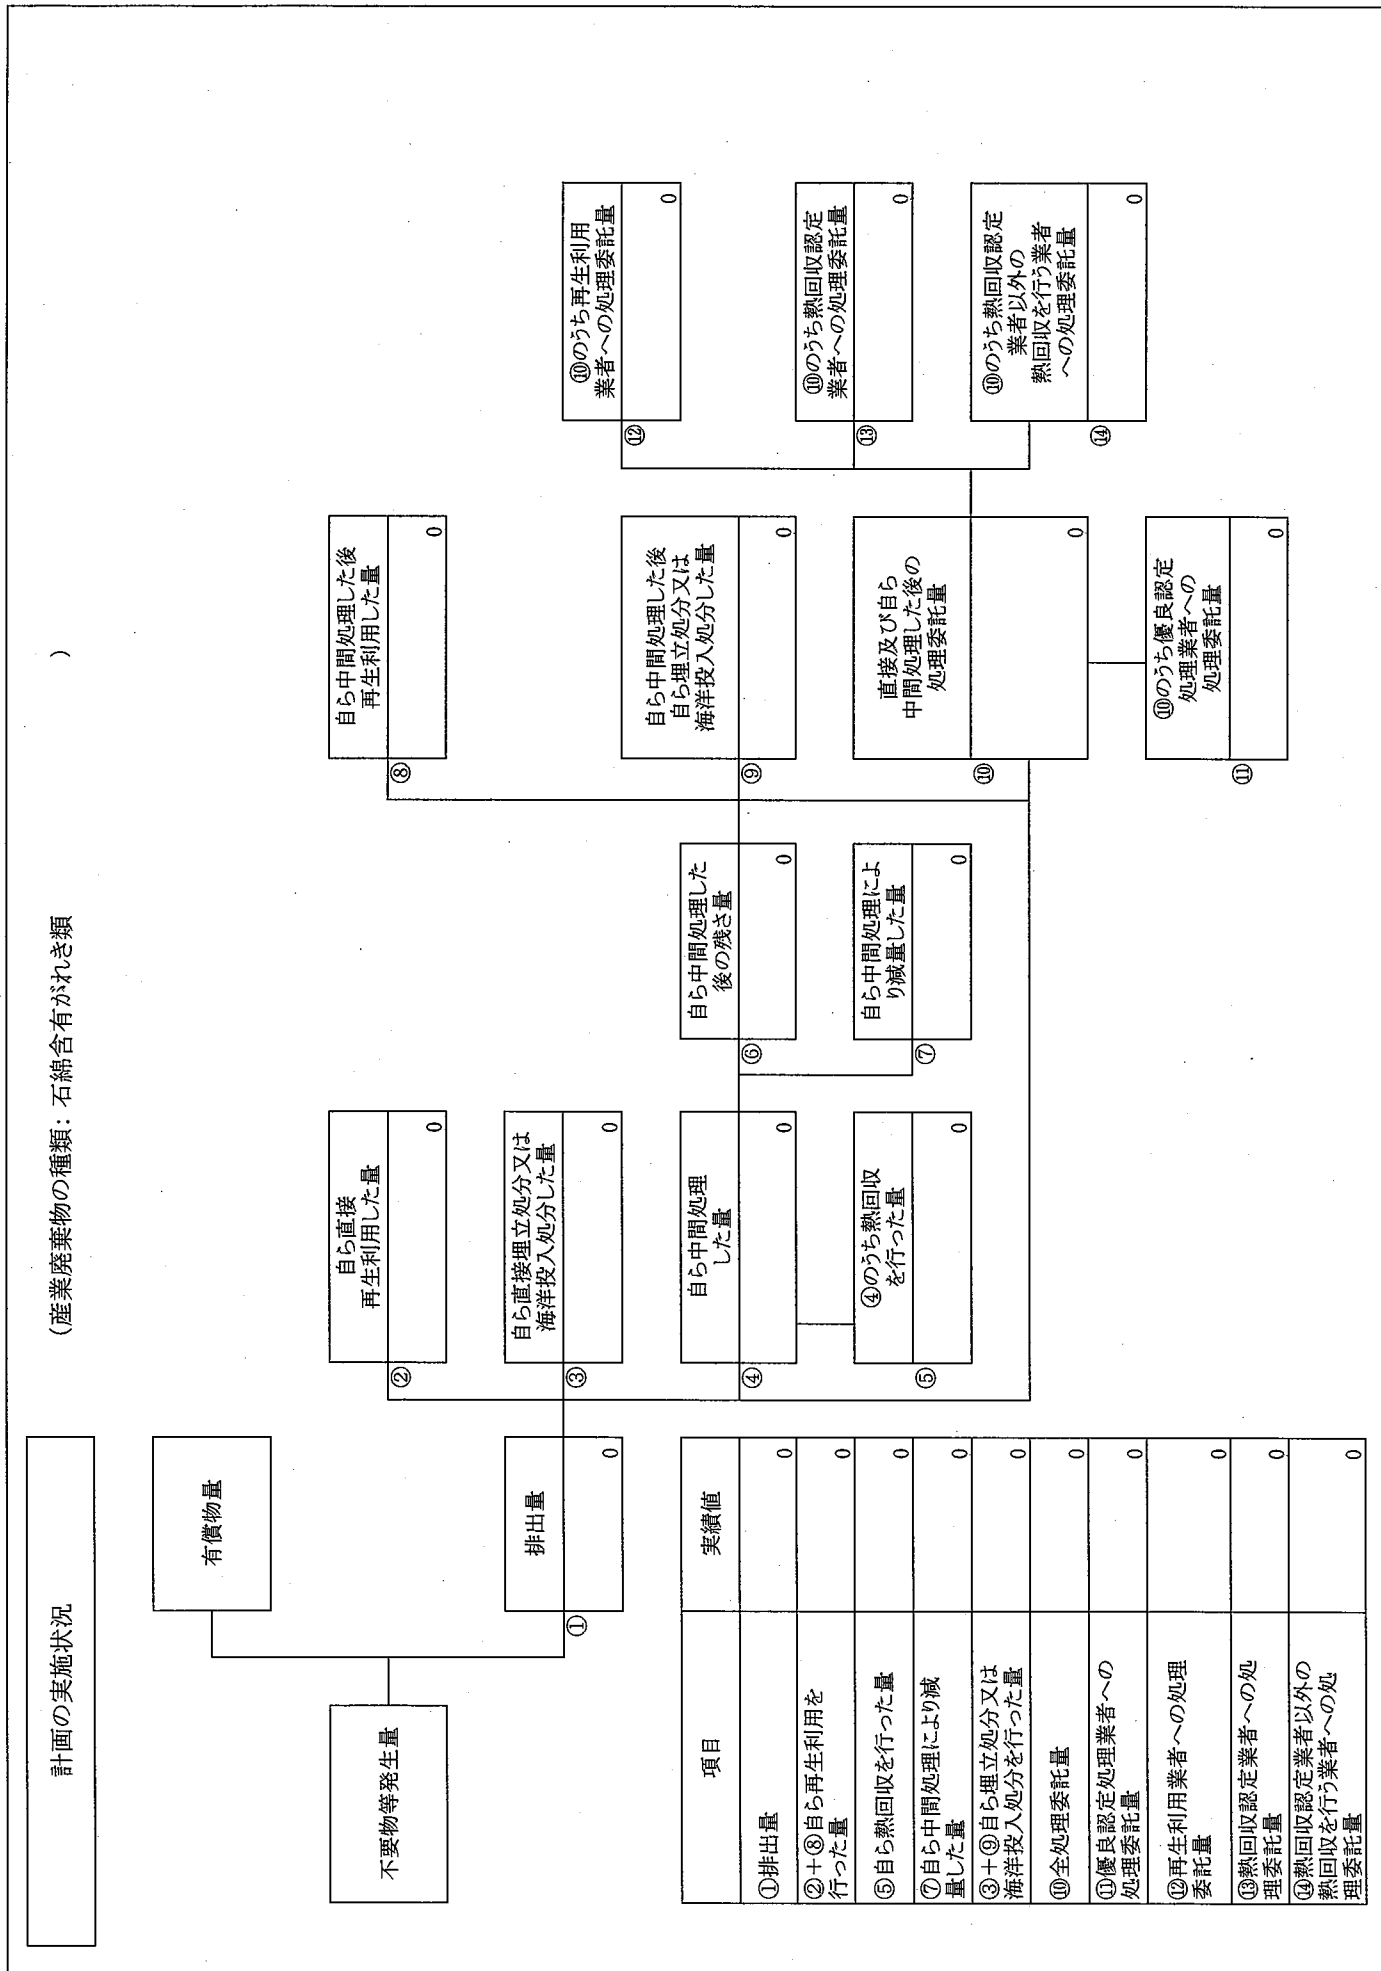 計画の実施状況
(産業廃棄物の種類: 石綿含有がれき類 )
不要物等発生量
有償物量
①
排出量
0
②
自ら直接
再生利用した量
0
③
自ら直接埋立処分又は
海洋投入処分した量
0
④
自ら中間処理
した量
0
⑤
④のうち熱回収
を行った量
0
⑥
自ら中間処理した
後の残さ量
0
⑦
自ら中間処理によ
り減量した量
0
⑧
自ら中間処理した後
再生利用した量
0
⑨
自ら中間処理した後
自ら埋立処分又は
海洋投入処分した量
0
⑩
直接及び自ら
中間処理した後の
処理委託量
0
⑪
⑩のうち優良認定
処理業者への
処理委託量
0
⑫
⑩のうち再生利用
業者への処理委託量
0
⑬
⑩のうち熱回収認定
業者への処理委託量
0
⑭
⑩のうち熱回収認定
業者以外の
熱回収を行う業者
への処理委託量
0
項目 実績値
①排出量 0
②+⑧自ら再生利用を
行った量 0
⑤自ら熱回収を行った量 0
⑦自ら中間処理により減
量した量 0
③+⑨自ら埋立処分又は
海洋投入処分を行った量 0
⑩全処理委託量 0
⑪優良認定処理業者への
処理委託量 0
⑫再生利用業者への処理
委託量 0
⑬熱回収認定業者への処
理委託量 0
⑭熱回収認定業者以外の
熱回収を行う業者への処
理委託量 0